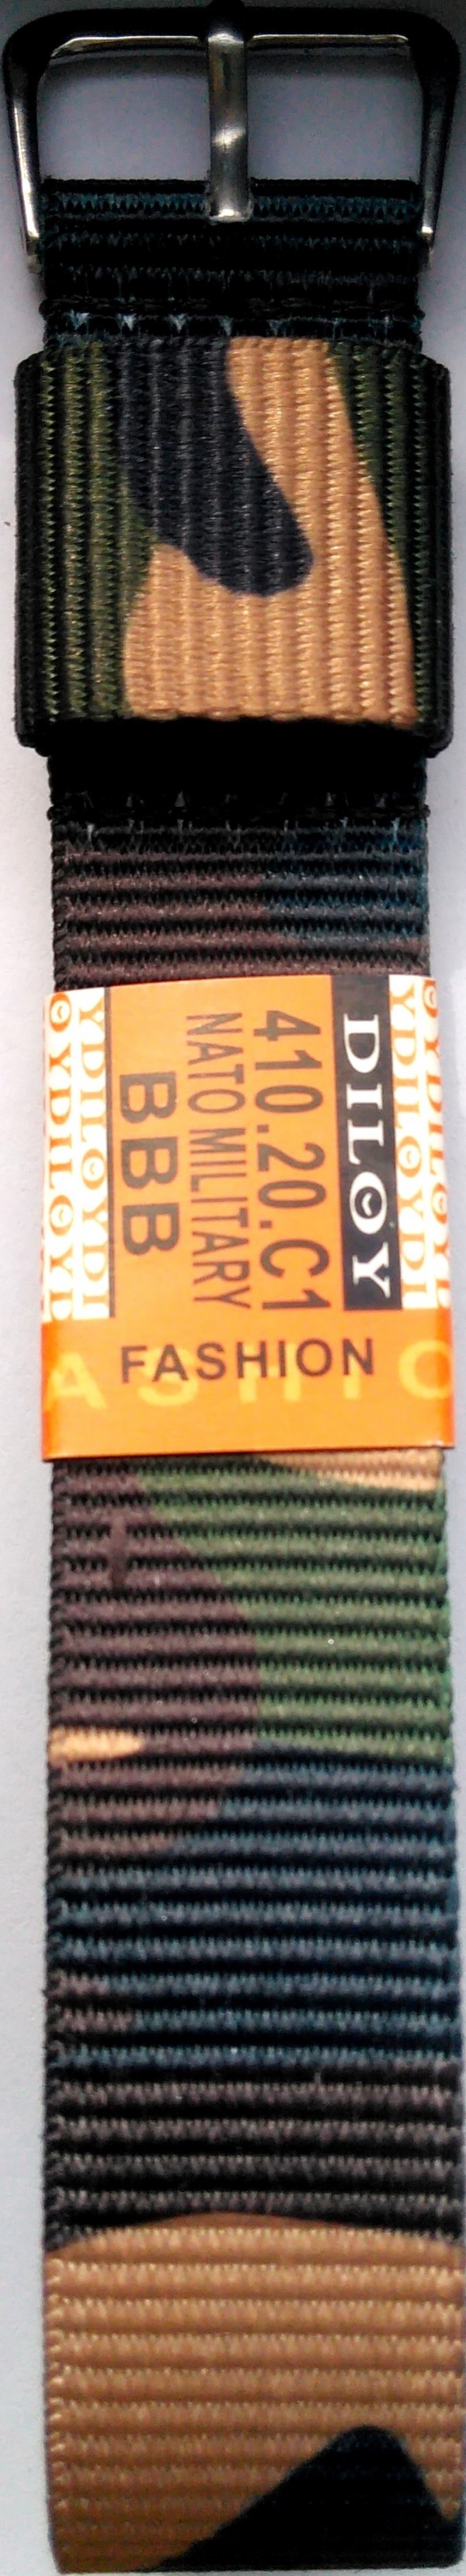 DILOY
410.20.C1
NATO MILITARY
BBB
FASHION